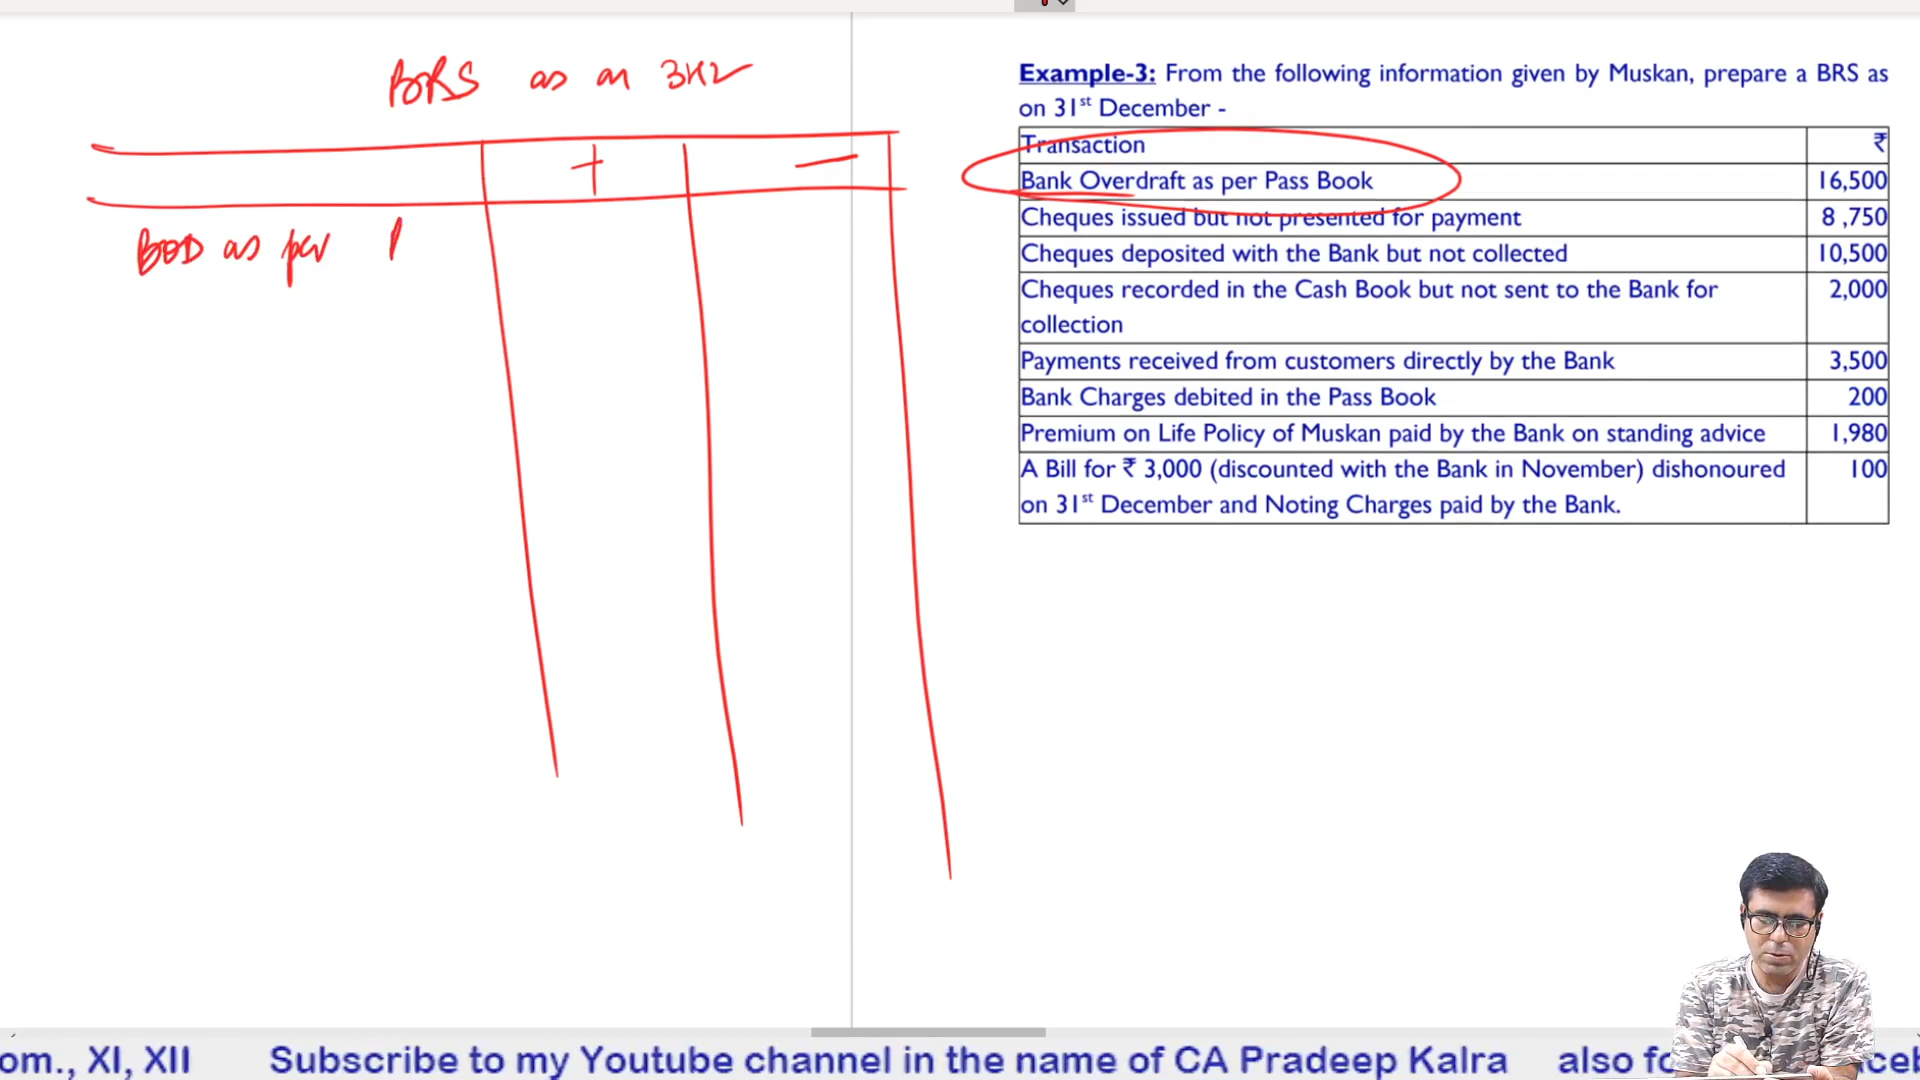 BRS as on 31/12
+ −
BOD as per
Example-3: From the following information given by Muskan, prepare a BRS as
on 31st December -
Transaction ₹
Bank Overdraft as per Pass Book 16,500
Cheques issued but not presented for payment 8 ,750
Cheques deposited with the Bank but not collected 10,500
Cheques recorded in the Cash Book but not sent to the Bank for 2,000
collection
Payments received from customers directly by the Bank 3,500
Bank Charges debited in the Pass Book 200
Premium on Life Policy of Muskan paid by the Bank on standing advice 1,980
A Bill for ₹ 3,000 (discounted with the Bank in November) dishonoured 100
on 31st December and Noting Charges paid by the Bank.
om., XI, XII Subscribe to my Youtube channel in the name of CA Pradeep Kalra also fo